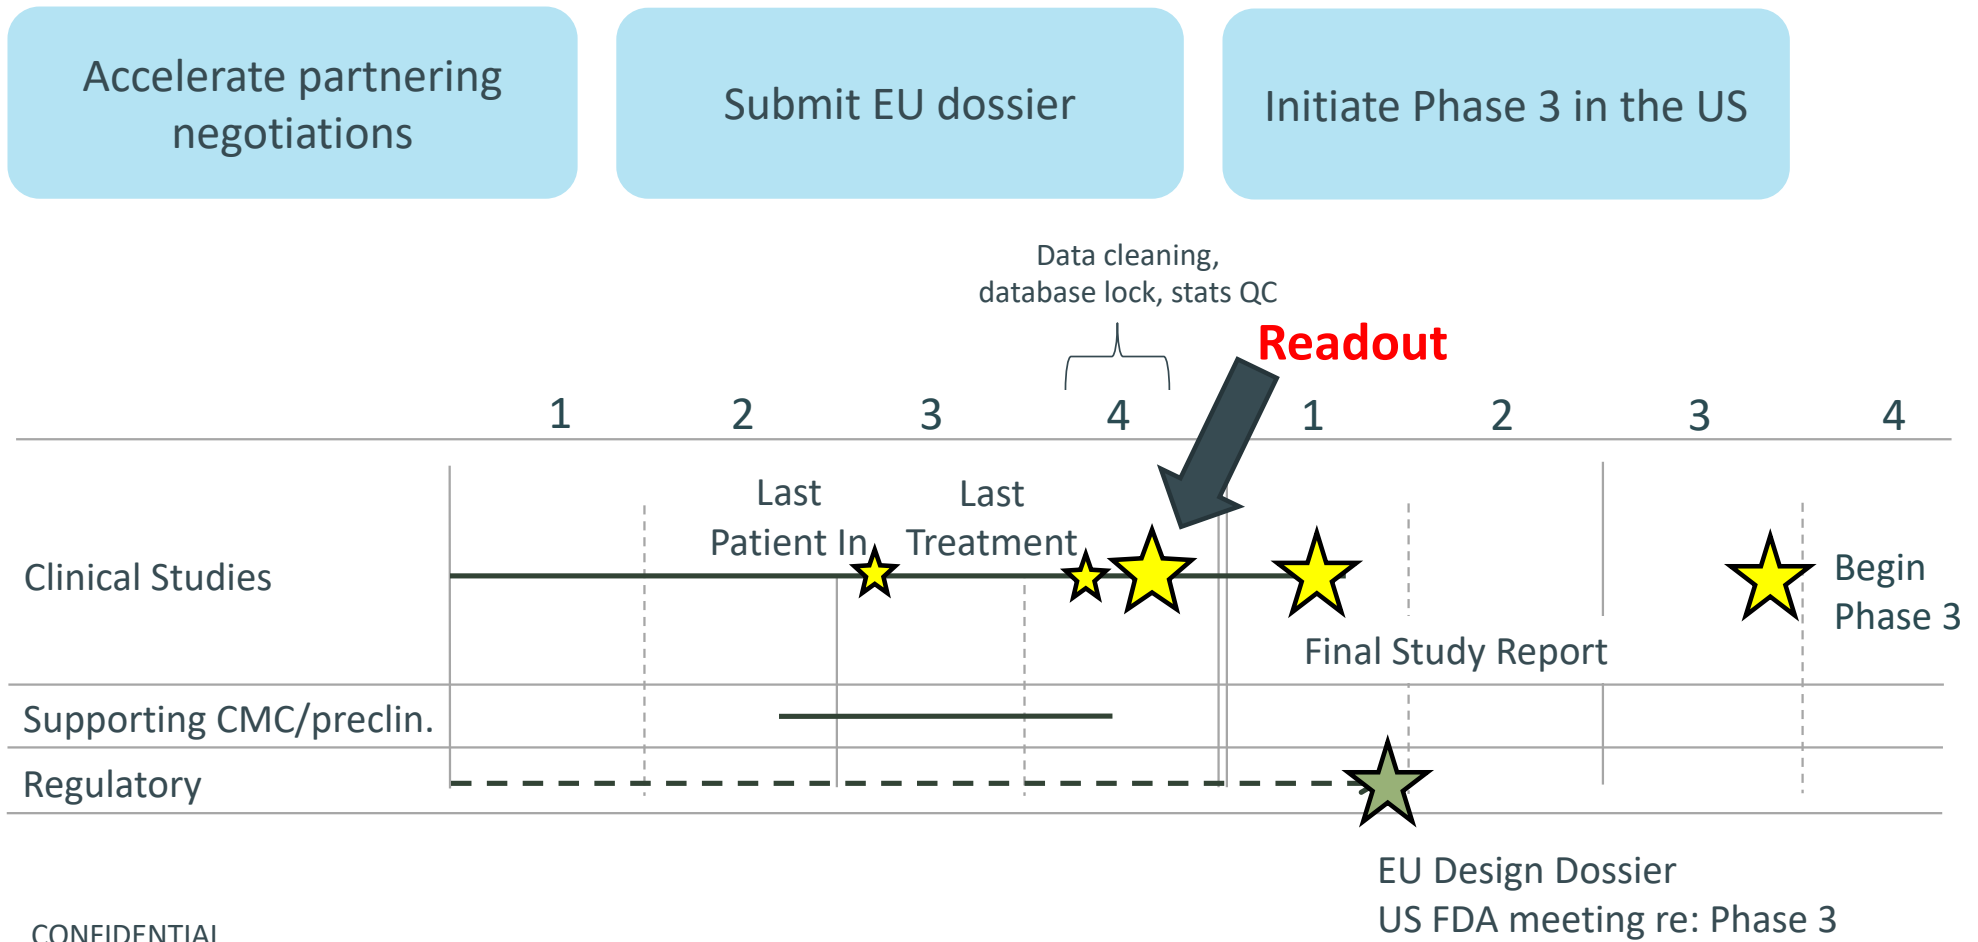 Accelerate partnering
negotiations
Submit EU dossier
Initiate Phase 3 in the US
Data cleaning,
database lock, stats QC
Readout
1 2 3 4 1 2 3 4
Last
Patient In
Last
Treatment
Clinical Studies
Begin
Phase 3
Final Study Report
Supporting CMC/preclin.
Regulatory
EU Design Dossier
US FDA meeting re: Phase 3
CONFIDENTIAL